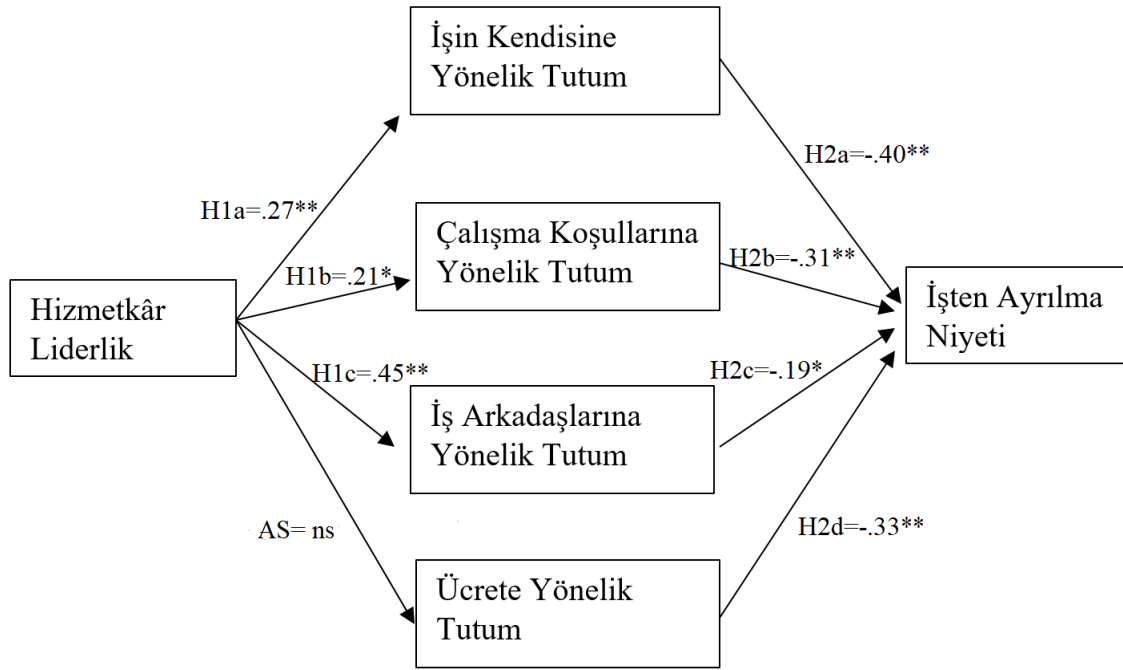 İşin Kendisine
Yönelik Tutum
H2a=-.40**
H1a=.27**
Çalışma Koşullarına
Yönelik Tutum
H2b=-.31**
H1b=.21*
Hizmetkâr
Liderlik
İşten Ayrılma
Niyeti
H1c=.45**
H2c=-.19*
İş Arkadaşlarına
Yönelik Tutum
AS= ns
H2d=-.33**
Ücrete Yönelik
Tutum